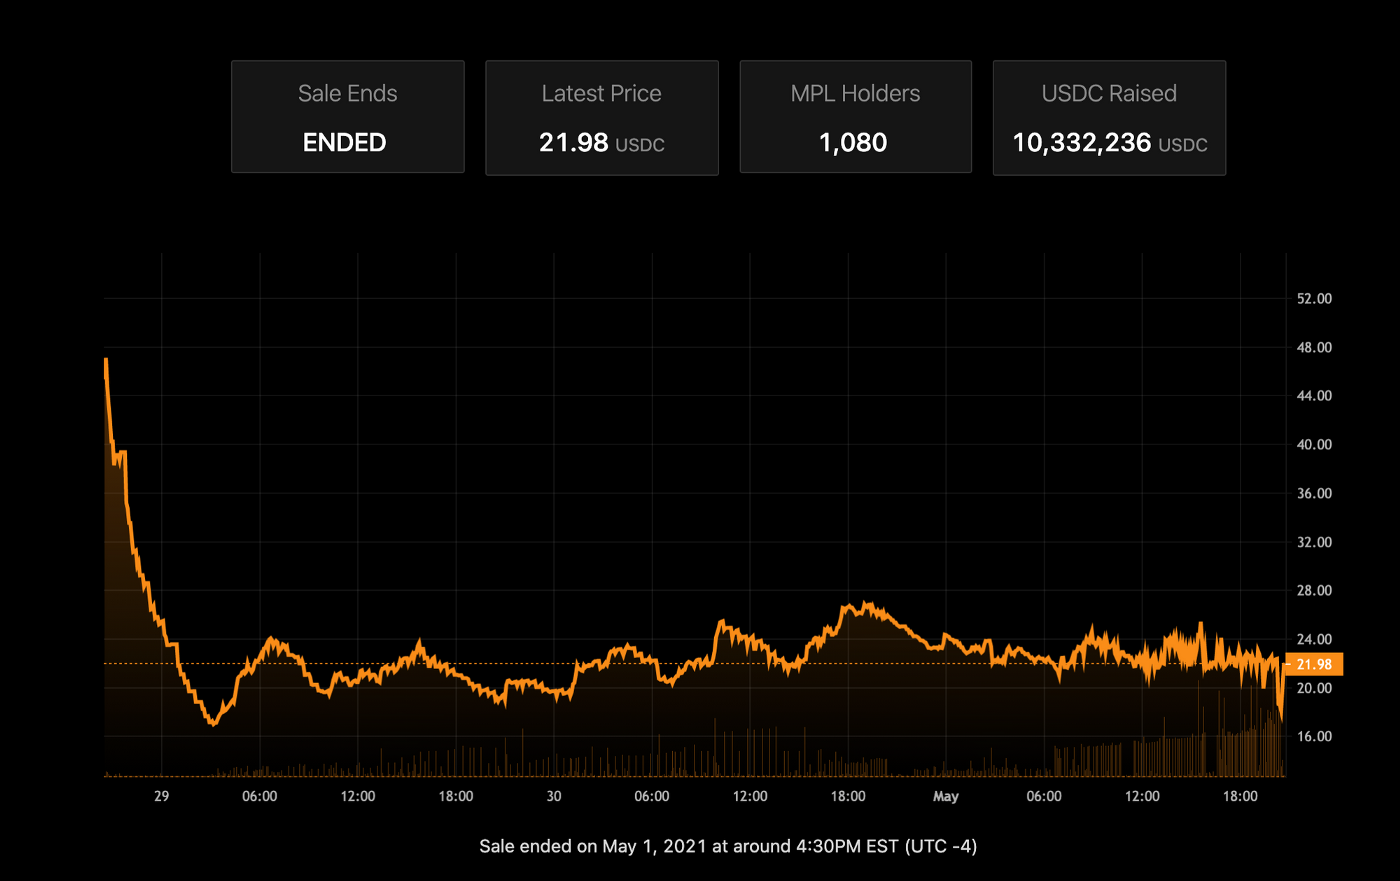 Sale Ends
ENDED
Latest Price
21.98 USDC
MPL Holders
1,080
USDC Raised
10,332,236 USDC
52.00
48.00
44.00
40.00
36.00
32.00
28.00
24.00
21.98
20.00
16.00
29 06:00 12:00 18:00 30 06:00 12:00 18:00 May 06:00 12:00 18:00
Sale ended on May 1, 2021 at around 4:30PM EST (UTC -4)